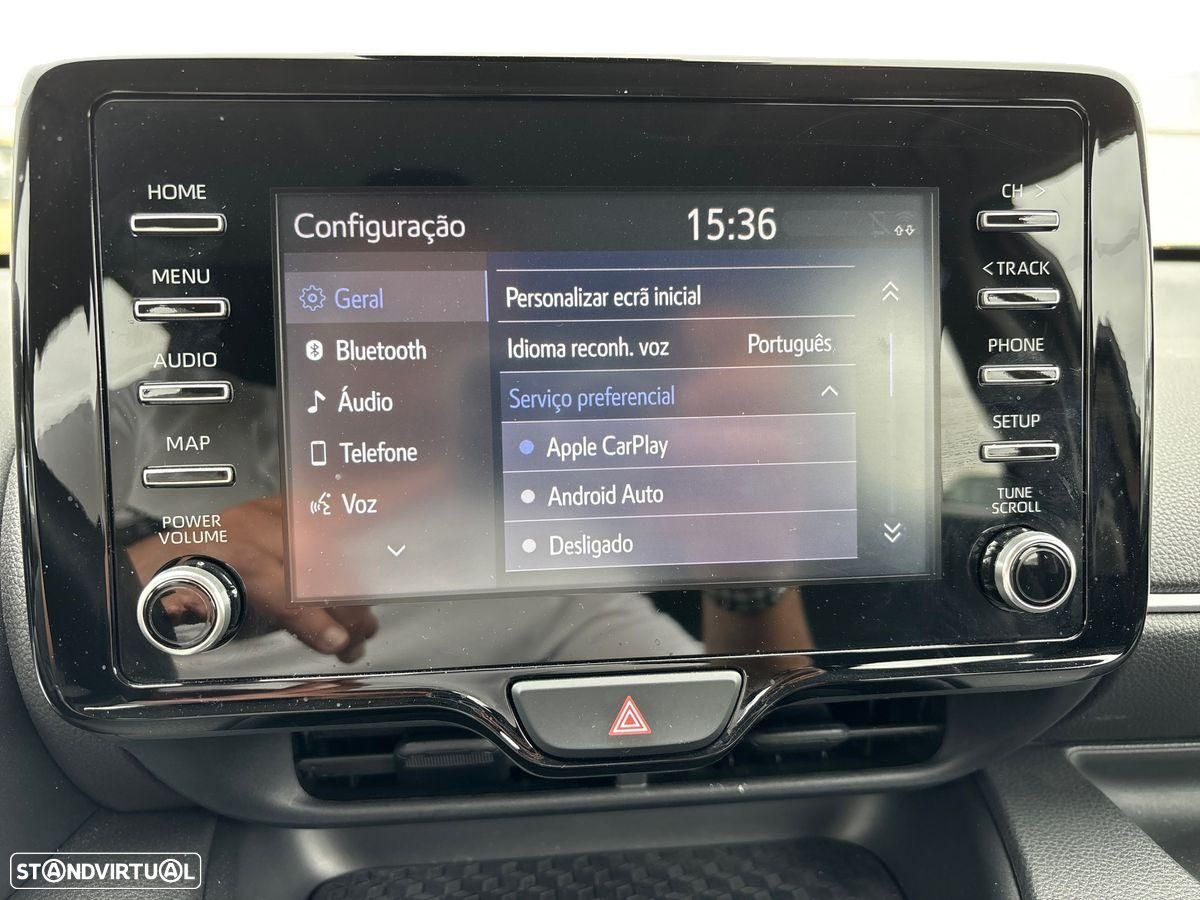 HOME
MENU
AUDIO
MAP
POWER
VOLUME
Configuração 15:36
Geral
Bluetooth
Áudio
Telefone
Voz
Personalizar ecrã inicial
Idioma reconh. voz Português
Serviço preferencial
Apple CarPlay
Android Auto
Desligado
CH >
< TRACK
PHONE
SETUP
TUNE
SCROLL
STANDVIRTUAL